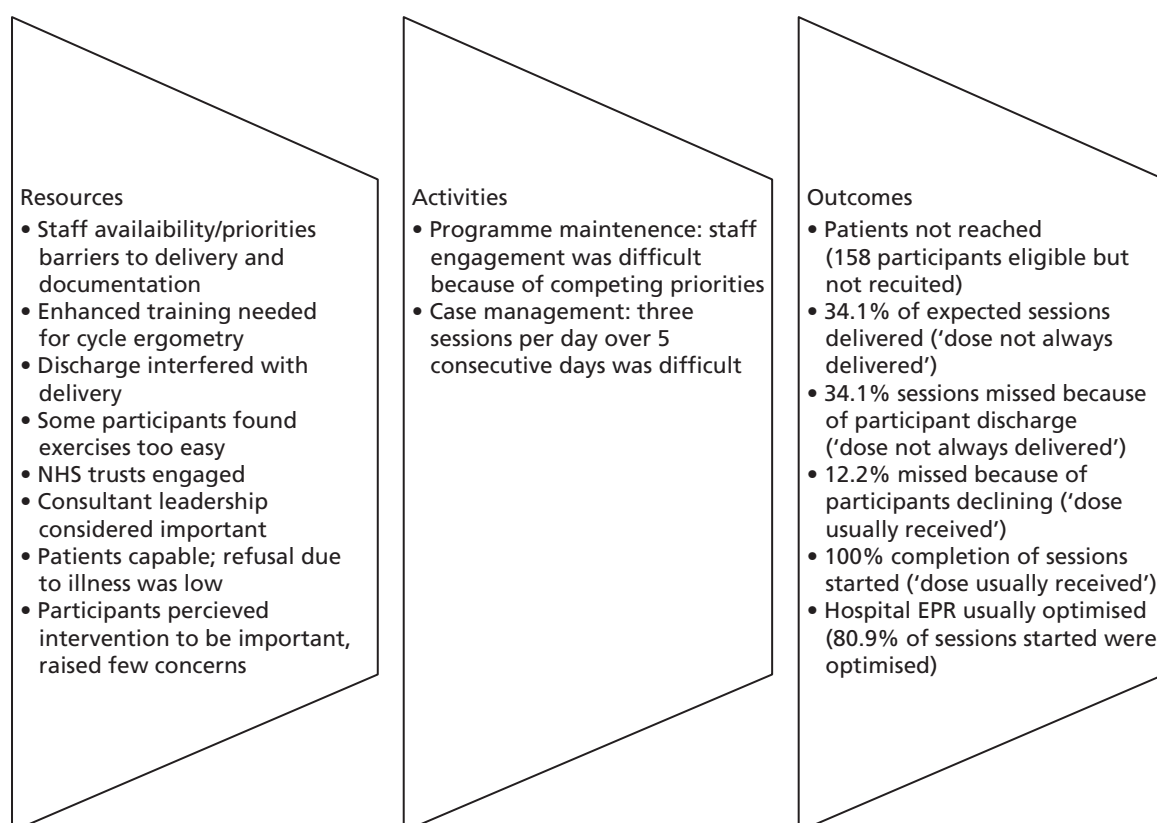 Resources
• Staff availaibility/priorities
barriers to delivery and
documentation
• Enhanced training needed
for cycle ergometry
• Discharge interfered with
delivery
• Some participants found
exercises too easy
• NHS trusts engaged
• Consultant leadership
considered important
• Patients capable; refusal due
to illness was low
• Participants percieved
intervention to be important,
raised few concerns
Activities
• Programme maintenence: staff
engagement was difficult
because of competing priorities
• Case management: three
sessions per day over 5
consecutive days was difficult
Outcomes
• Patients not reached
(158 participants eligible but
not recuited)
• 34.1% of expected sessions
delivered (‘dose not always
delivered’)
• 34.1% sessions missed because
of participant discharge
(‘dose not always delivered’)
• 12.2% missed because of
participants declining (‘dose
usually received’)
• 100% completion of sessions
started (‘dose usually received’)
• Hospital EPR usually optimised
(80.9% of sessions started were
optimised)